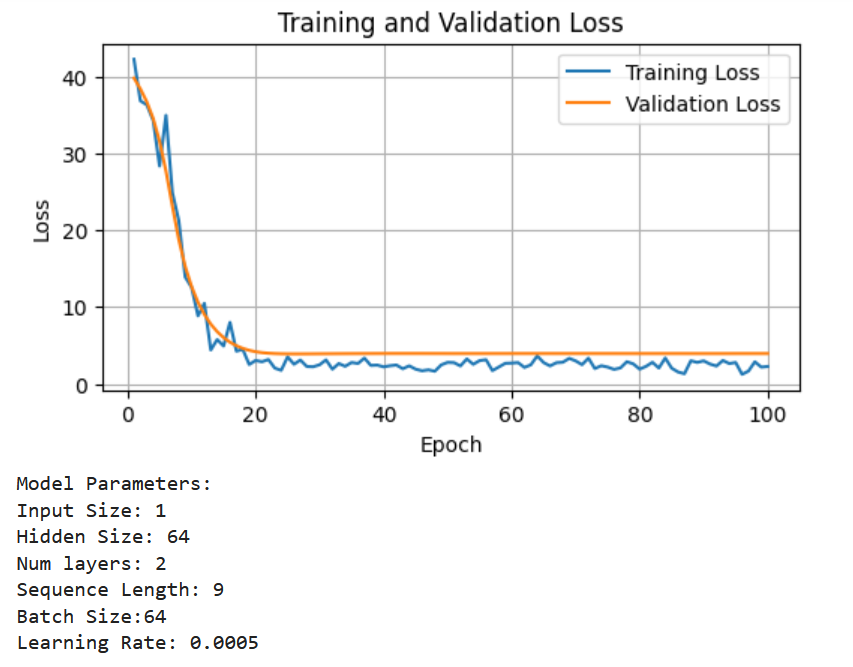 Training and Validation Loss
Training Loss
Validation Loss
40
30
20
10
0
Loss
0 20 40 60 80 100
Epoch
Model Parameters:
Input Size: 1
Hidden Size: 64
Num layers: 2
Sequence Length: 9
Batch Size:64
Learning Rate: 0.0005